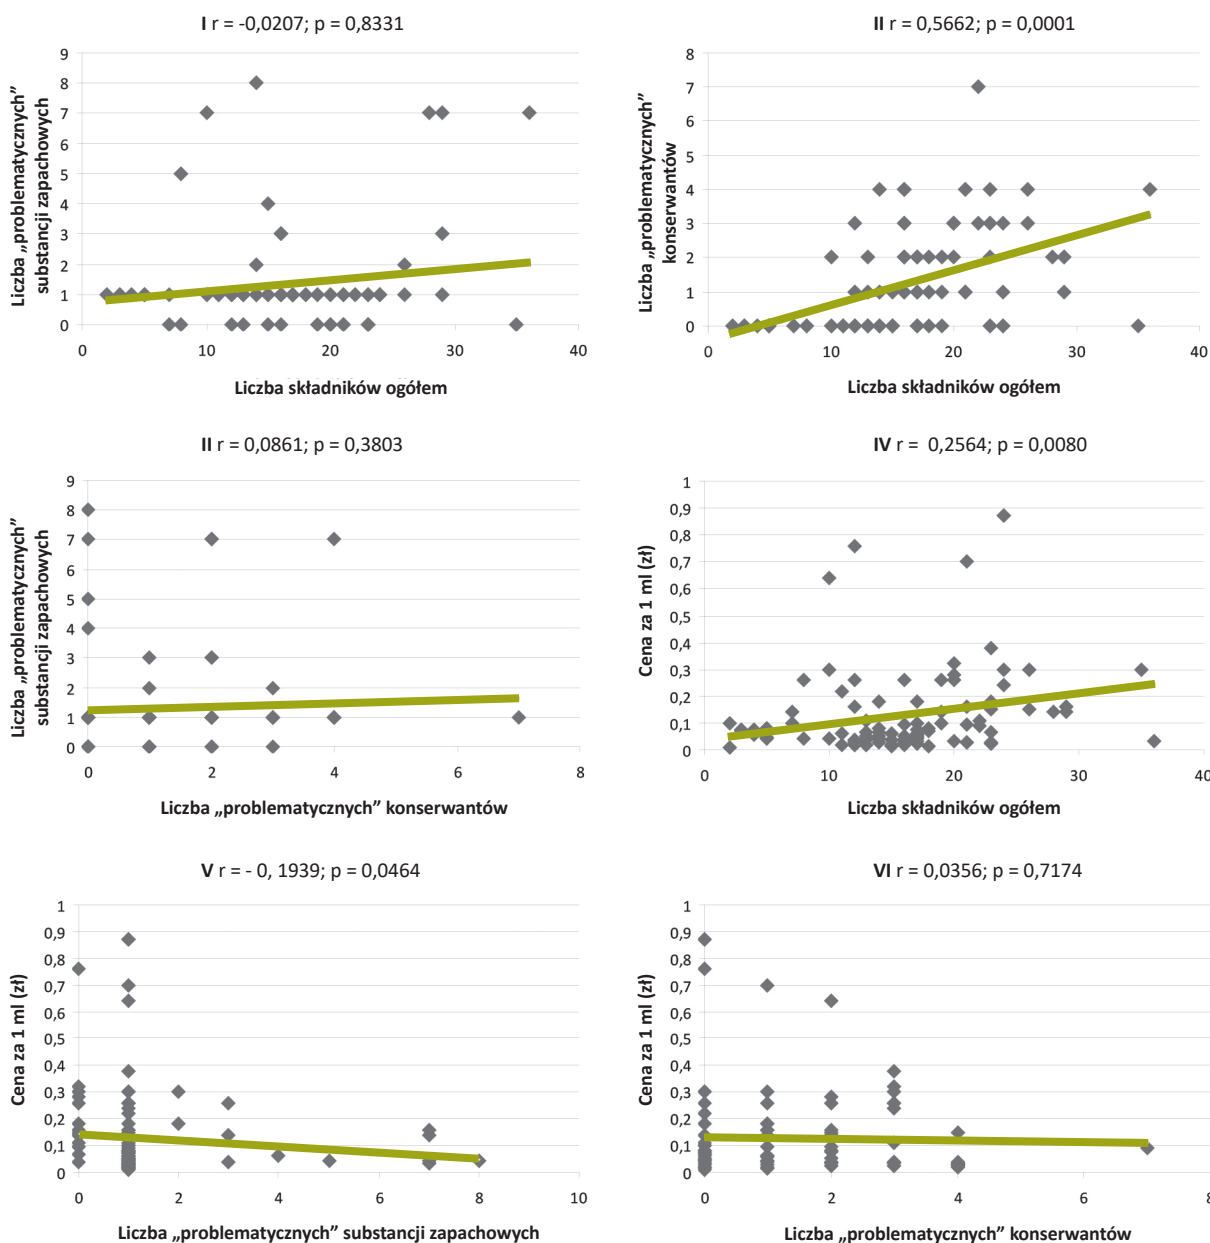 I r = -0,0207; p = 0,8331
Liczba „problematycznych”
substancji zapachowych
9
8
7
6
5
4
3
2
1
0
0 10 20 30 40
Liczba składników ogółem
II r = 0,5662; p = 0,0001
Liczba „problematycznych”
konserwantów
8
7
6
5
4
3
2
1
0
0 10 20 30 40
Liczba składników ogółem
II r = 0,0861; p = 0,3803
Liczba „problematycznych”
substancji zapachowych
9
8
7
6
5
4
3
2
1
0
0 2 4 6 8
Liczba „problematycznych” konserwantów
IV r = 0,2564; p = 0,0080
Cena za 1 ml (zł)
1
0,9
0,8
0,7
0,6
0,5
0,4
0,3
0,2
0,1
0
0 10 20 30 40
Liczba składników ogółem
V r = - 0, 1939; p = 0,0464
Cena za 1 ml (zł)
1
0,9
0,8
0,7
0,6
0,5
0,4
0,3
0,2
0,1
0
0 2 4 6 8 10
Liczba „problematycznych” substancji zapachowych
VI r = 0,0356; p = 0,7174
Cena za 1 ml (zł)
1
0,9
0,8
0,7
0,6
0,5
0,4
0,3
0,2
0,1
0
0 2 4 6 8
Liczba „problematycznych” konserwantów